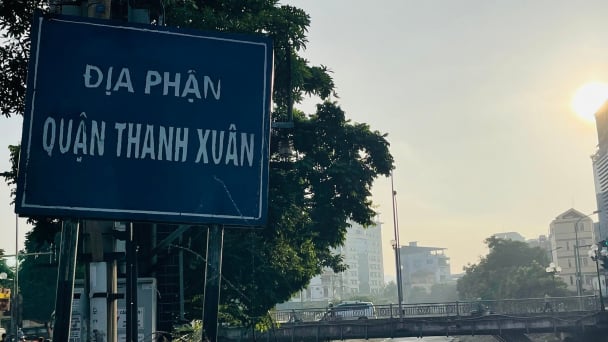 ĐỊA PHẬN
QUẬN THANH XUÂN